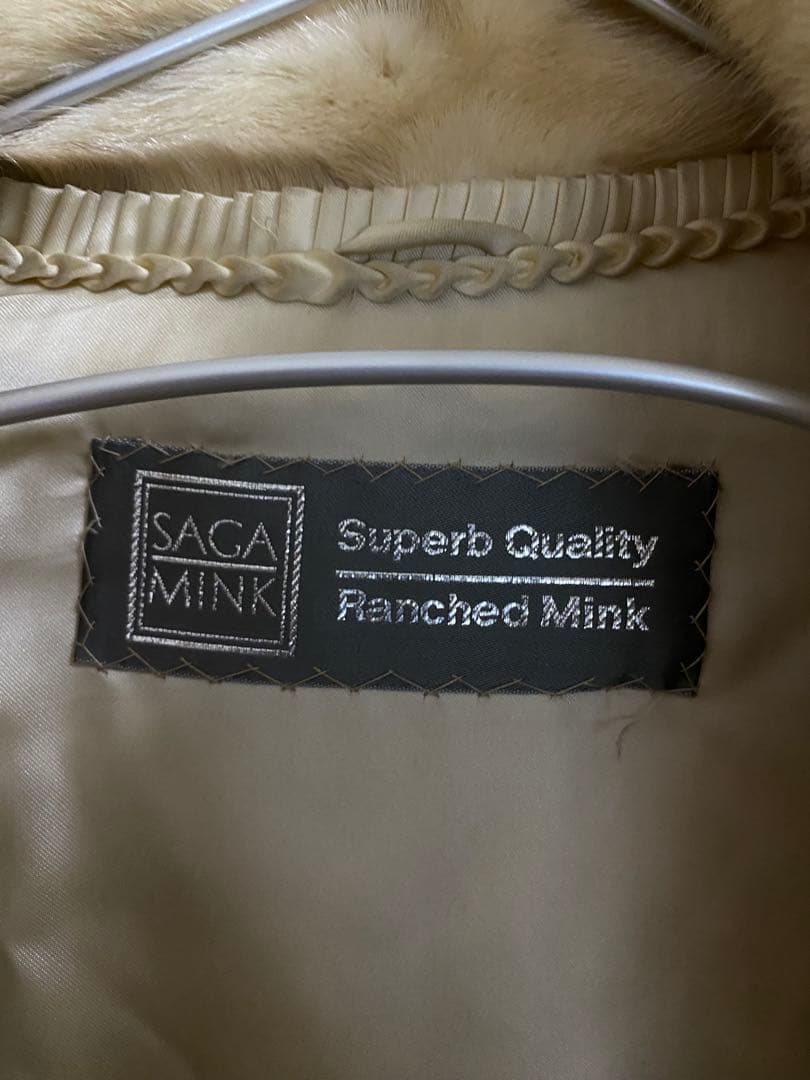 SAGA
MINK
Superb Quality
Ranched Mink